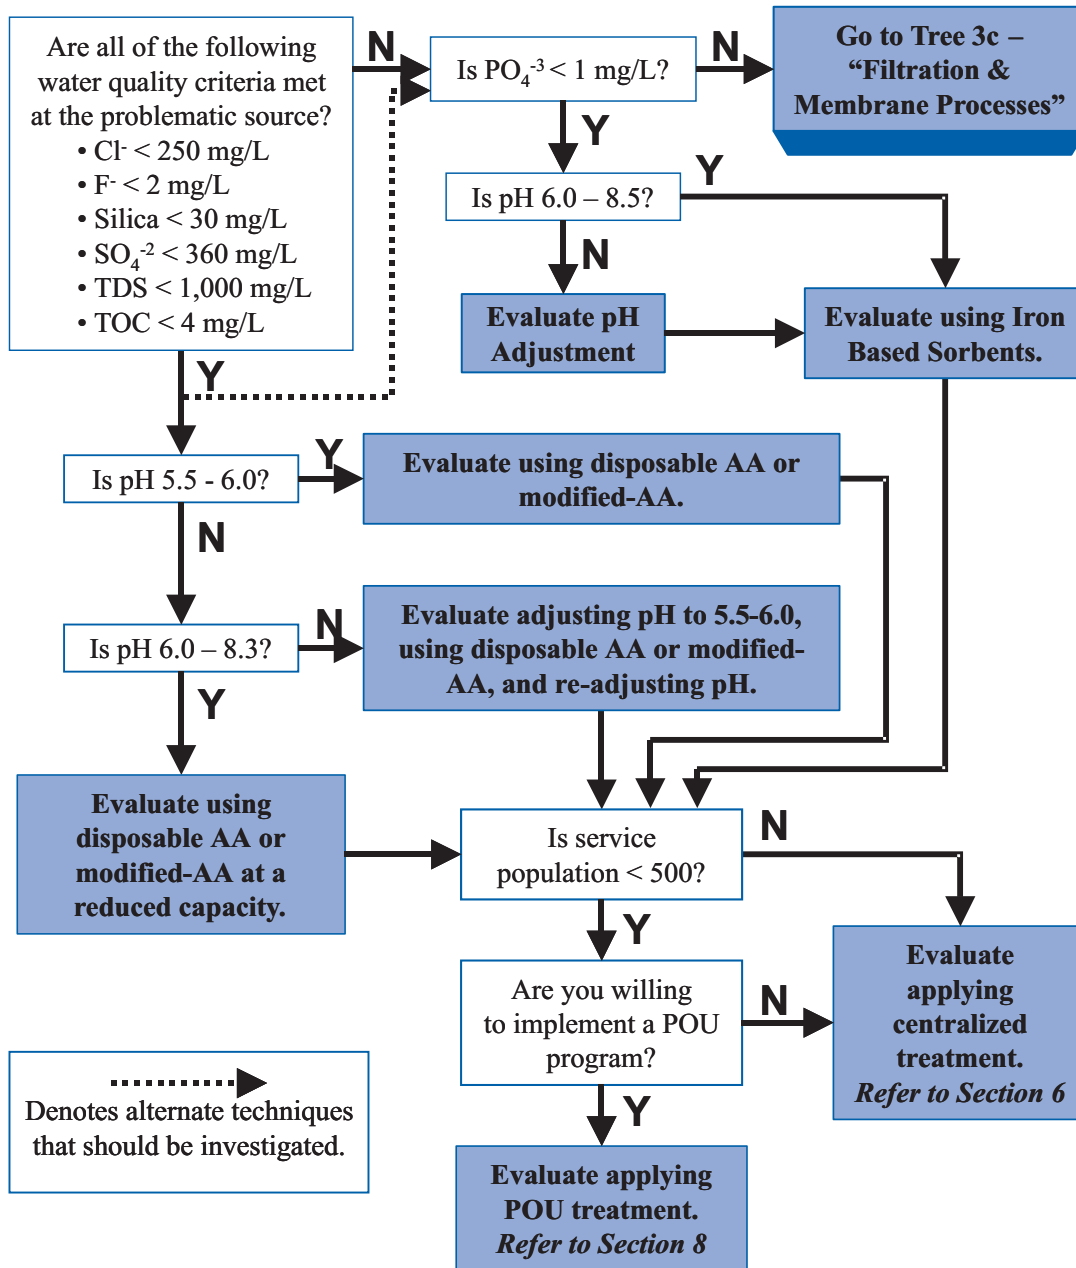 Are all of the following
water quality criteria met
at the problematic source?
• Cl⁻ < 250 mg/L
• F⁻ < 2 mg/L
• Silica < 30 mg/L
• SO₄⁻² < 360 mg/L
• TDS < 1,000 mg/L
• TOC < 4 mg/L
N
Is PO₄⁻³ < 1 mg/L?
N
Go to Tree 3c –
“Filtration &
Membrane Processes”
Y
Is pH 6.0 – 8.5?
Y
N
Evaluate pH
Adjustment
Evaluate using Iron
Based Sorbents.
Y
Is pH 5.5 - 6.0?
Y
Evaluate using disposable AA or
modified-AA.
N
Is pH 6.0 – 8.3?
N
Evaluate adjusting pH to 5.5-6.0,
using disposable AA or modified-
AA, and re-adjusting pH.
Y
Evaluate using
disposable AA or
modified-AA at a
reduced capacity.
Is service
population < 500?
N
Y
Are you willing
to implement a POU
program?
N
Evaluate
applying
centralized
treatment.
Refer to Section 6
Y
Evaluate applying
POU treatment.
Refer to Section 8
Denotes alternate techniques
that should be investigated.